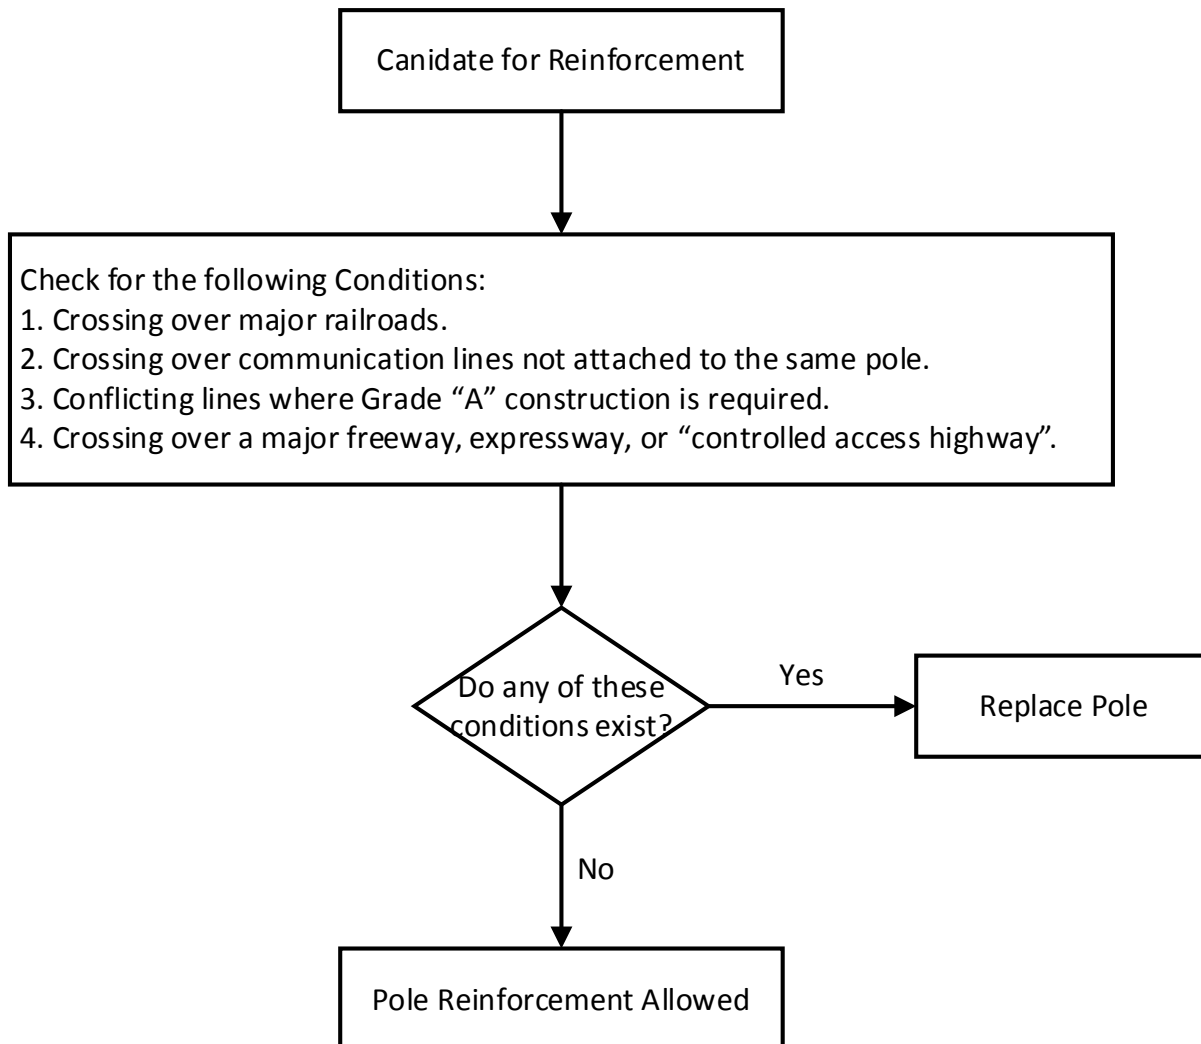 Canidate for Reinforcement
Check for the following Conditions:
1. Crossing over major railroads.
2. Crossing over communication lines not attached to the same pole.
3. Conflicting lines where Grade “A” construction is required.
4. Crossing over a major freeway, expressway, or “controlled access highway”.
Do any of these
conditions exist?
Yes
Replace Pole
No
Pole Reinforcement Allowed